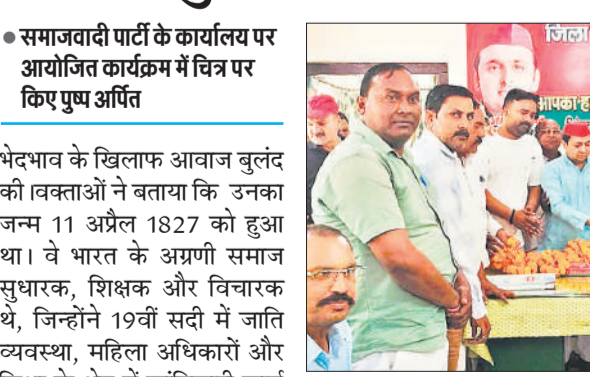 ● समाजवादी पार्टी के कार्यालय पर
आयोजित कार्यक्रम में चित्र पर
किए पुष्प अर्पित
भेदभाव के खिलाफ आवाज बुलंद
की।वक्ताओं ने बताया कि उनका
जन्म 11 अप्रैल 1827 को हुआ
था। वे भारत के अग्रणी समाज
सुधारक, शिक्षक और विचारक
थे, जिन्होंने 19वीं सदी में जाति
व्यवस्था, महिला अधिकारों और
जिला
आपका ह